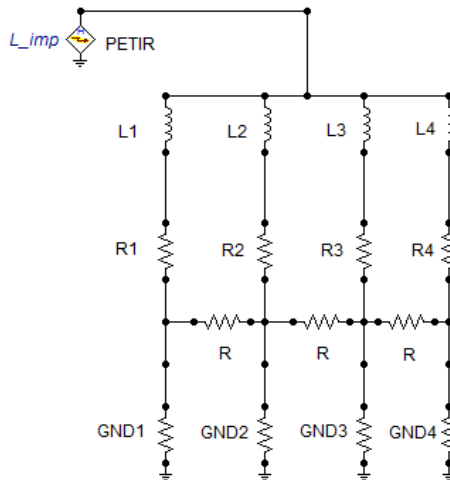 L_imp
PETIR
L1 L2 L3 L4
R1 R2 R3 R4
R R R
GND1 GND2 GND3 GND4